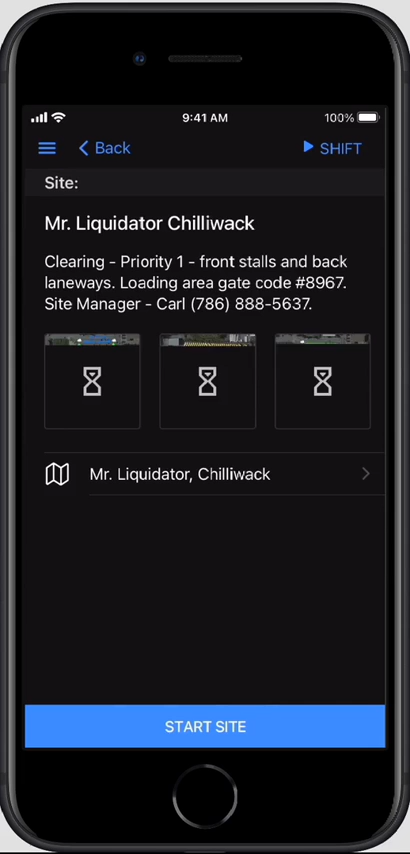 9:41 AM
100%
Back
SHIFT
Site:
Mr. Liquidator Chilliwack
Clearing - Priority 1 - front stalls and back
laneways. Loading area gate code #8967.
Site Manager - Carl (786) 888-5637.
Mr. Liquidator, Chilliwack
START SITE